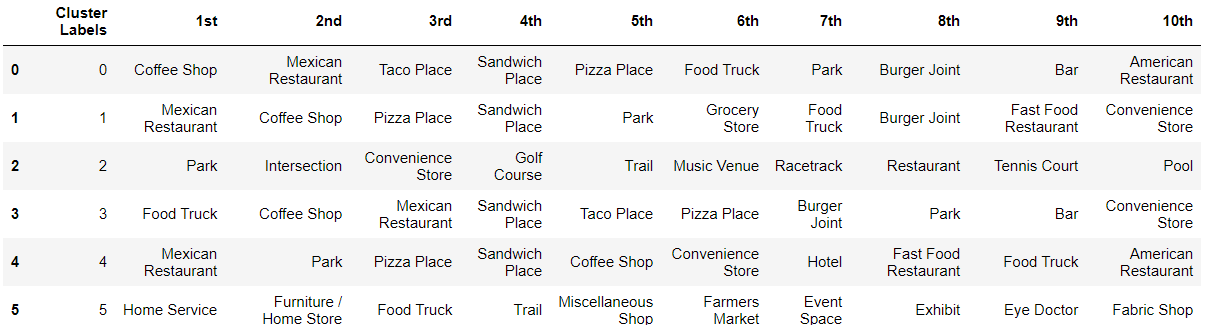 Cluster Labels 1st 2nd 3rd 4th 5th 6th 7th 8th 9th 10th
0 0 Coffee Shop Mexican Restaurant Taco Place Sandwich Place Pizza Place Food Truck Park Burger Joint Bar American Restaurant
1 1 Mexican Restaurant Coffee Shop Pizza Place Sandwich Place Park Grocery Store Food Truck Burger Joint Fast Food Restaurant Convenience Store
2 2 Park Intersection Convenience Store Golf Course Trail Music Venue Racetrack Restaurant Tennis Court Pool
3 3 Food Truck Coffee Shop Mexican Restaurant Sandwich Place Taco Place Pizza Place Burger Joint Park Bar Convenience Store
4 4 Mexican Restaurant Park Pizza Place Sandwich Place Coffee Shop Convenience Store Hotel Fast Food Restaurant Food Truck American Restaurant
5 5 Home Service Furniture / Home Store Food Truck Trail Miscellaneous Shop Farmers Market Event Space Exhibit Eye Doctor Fabric Shop